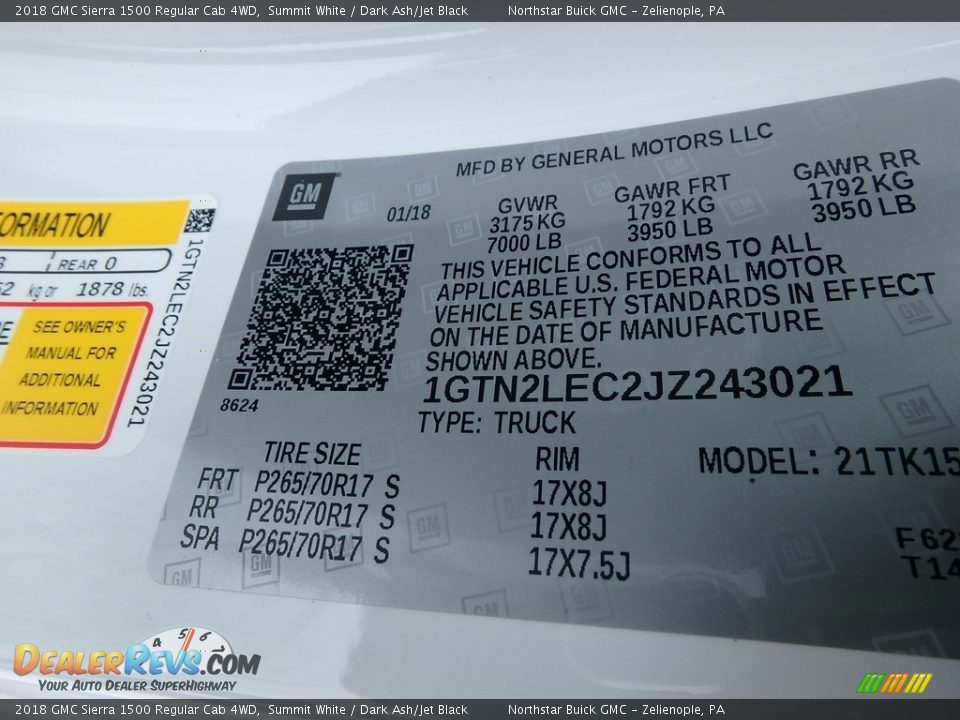 2018 GMC Sierra 1500 Regular Cab 4WD, Summit White / Dark Ash/Jet Black Northstar Buick GMC - Zelienople, PA
ORMATION
REAR 0
kg or 1878 lbs.
SEE OWNER'S
MANUAL FOR
ADDITIONAL
INFORMATION
1GTN2LEC2JZ243021
GM
MFD BY GENERAL MOTORS LLC
01/18
GVWR GAWR FRT GAWR RR
3175 KG 1792 KG 1792 KG
7000 LB 3950 LB 3950 LB
THIS VEHICLE CONFORMS TO ALL
APPLICABLE U.S. FEDERAL MOTOR
VEHICLE SAFETY STANDARDS IN EFFECT
ON THE DATE OF MANUFACTURE
SHOWN ABOVE.
8624
1GTN2LEC2JZ243021
TYPE: TRUCK
TIRE SIZE RIM MODEL: 21TK15
FRT P265/70R17 S 17X8J
RR P265/70R17 S 17X8J
SPA P265/70R17 S 17X7.5J
F62
T14
4 5 6
DEALERREVS.COM
YOUR AUTO DEALER SUPERHIGHWAY
2018 GMC Sierra 1500 Regular Cab 4WD, Summit White / Dark Ash/Jet Black Northstar Buick GMC - Zelienople, PA